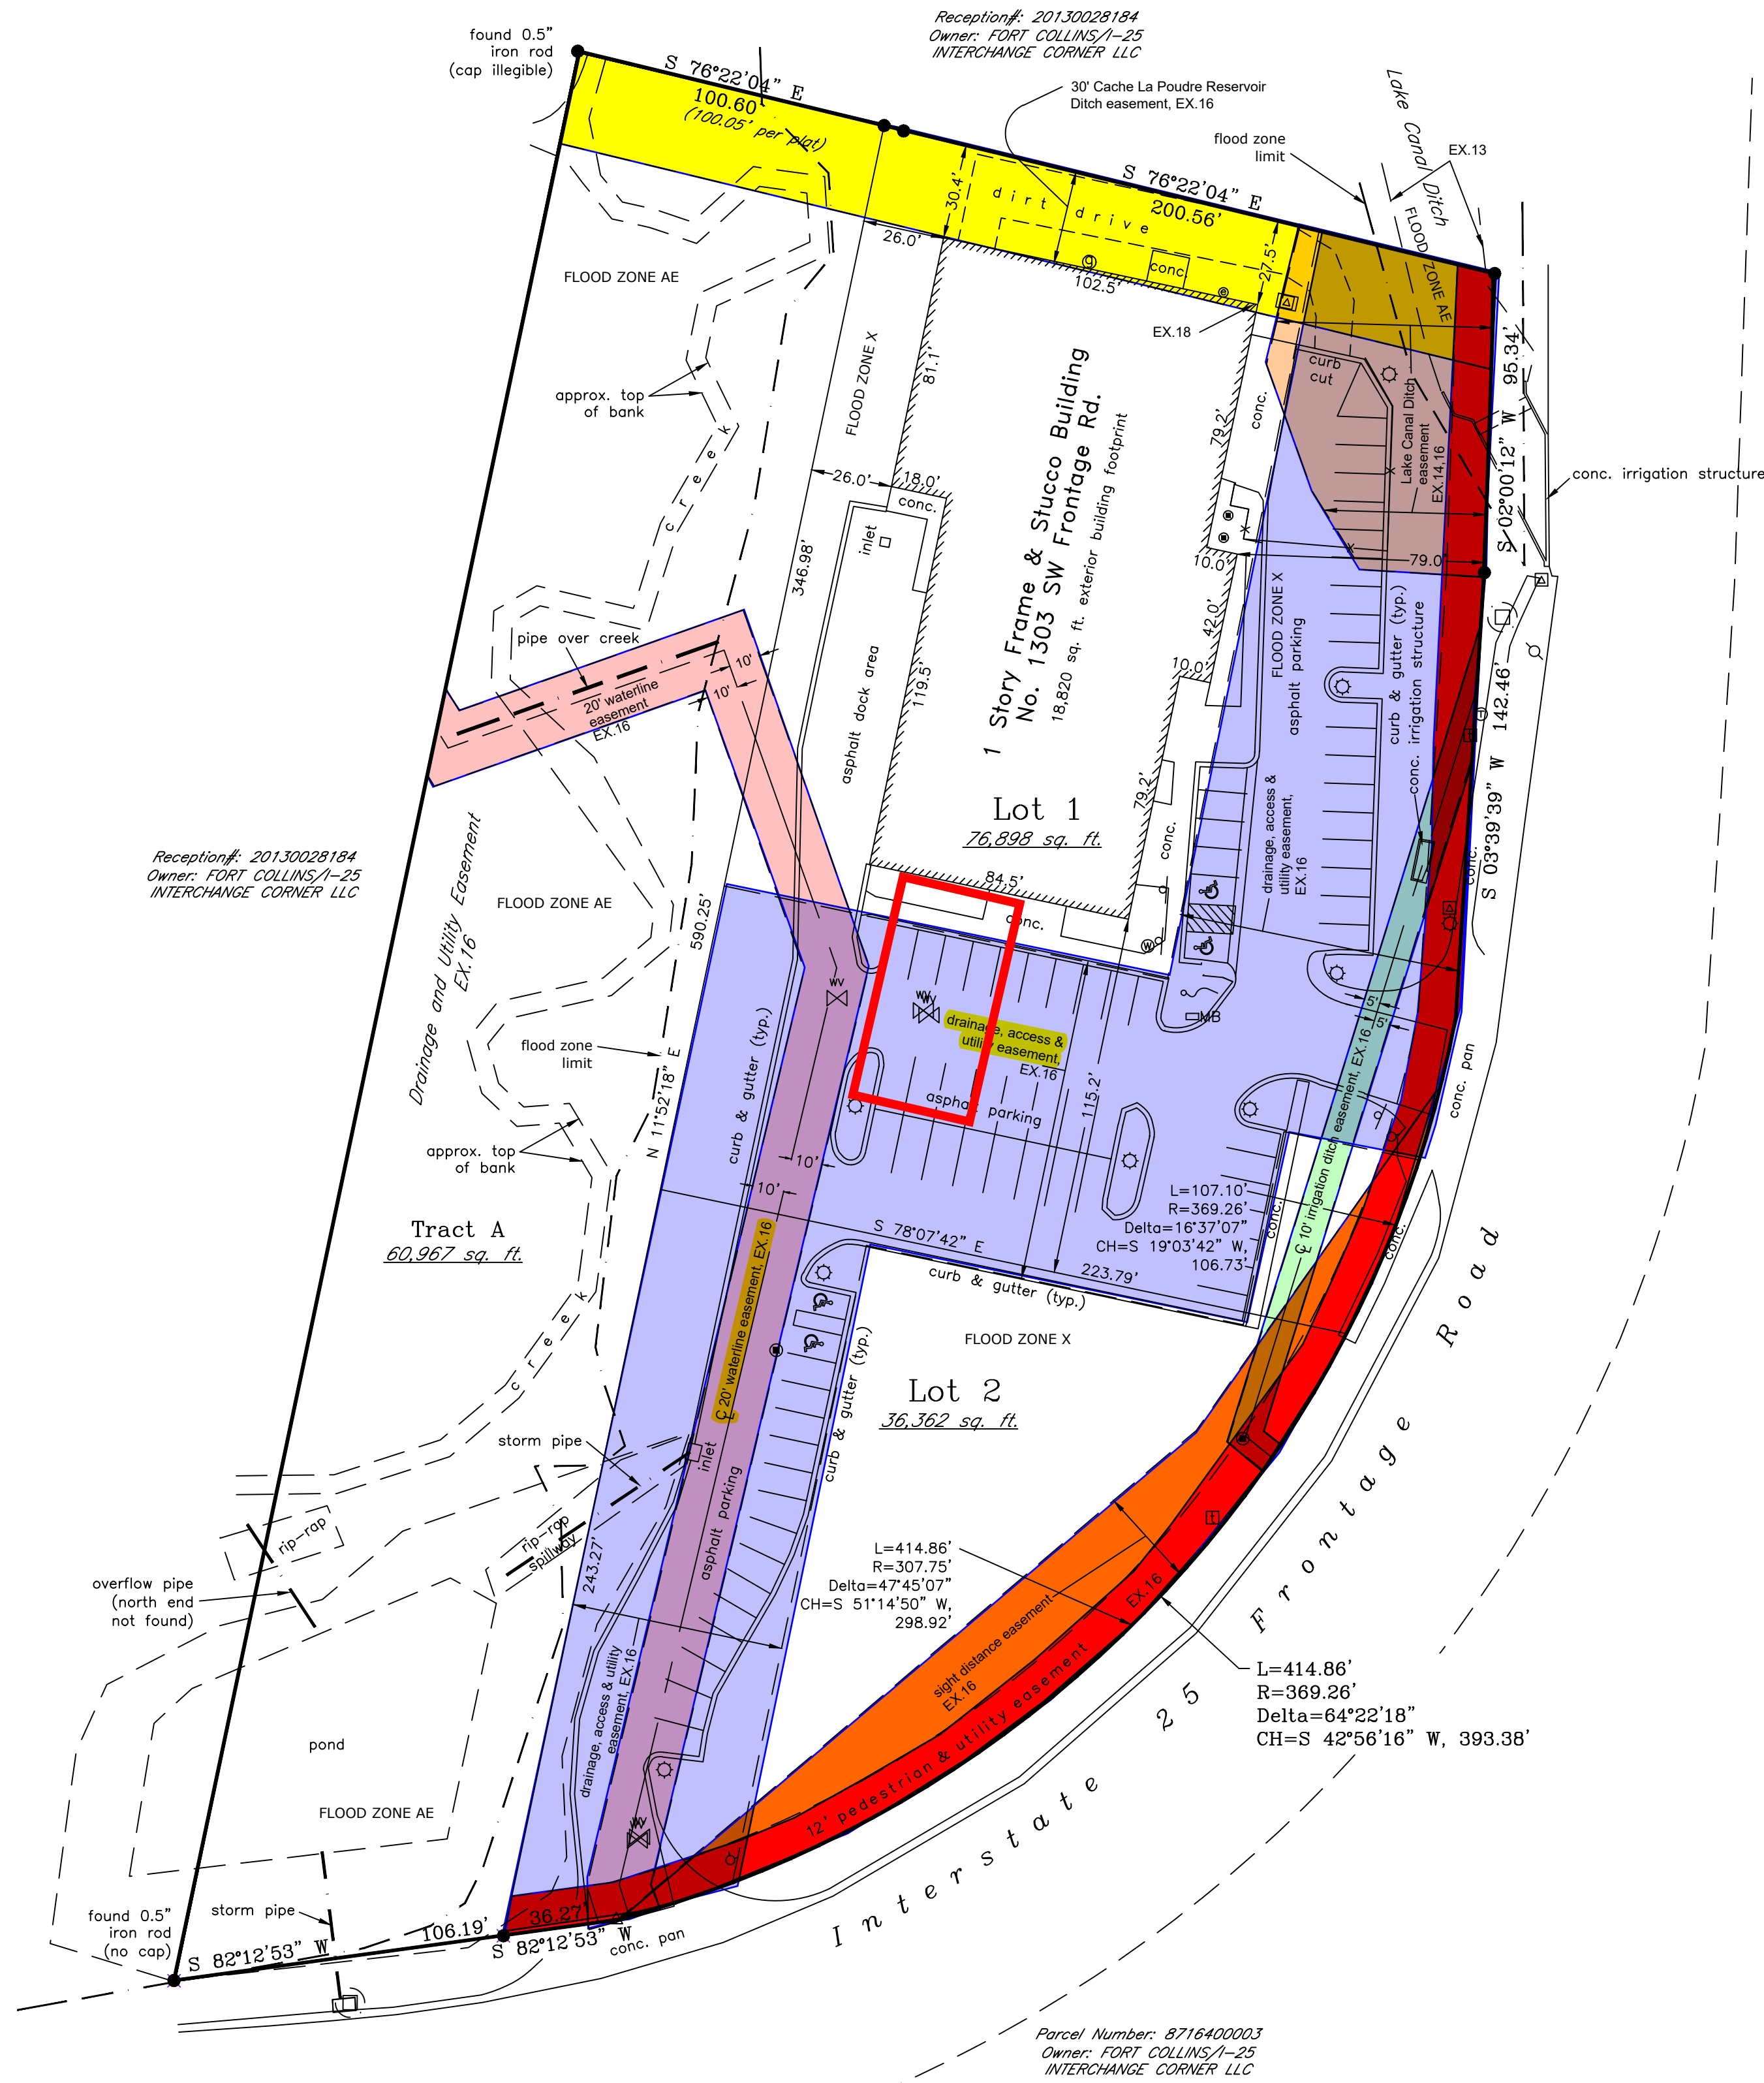 Reception#: 20130028184
Owner: FORT COLLINS/I-25
INTERCHANGE CORNER LLC
found 0.5"
iron rod
(cap illegible)
S 76°22'04" E
100.60'
(100.05' per plat)
30' Cache La Poudre Reservoir
Ditch easement, EX.16
flood zone
limit
Lake Canal Ditch
EX.13
S 76°22'04" E
200.56'
FLOOD ZONE AE
30.4'
dirt drive
26.0'
conc.
102.5'
27.5'
EX.18
FLOOD ZONE AE
FLOOD ZONE X
81.1'
approx. top
of bank
creek
curb
cut
Lake Canal Ditch
easement
EX.14,16
S 02°00'12" W 95.34'
conc. irrigation structure
conc.
79.2'
1 Story Frame & Stucco Building
No. 1303 SW Frontage Rd.
18,820 sq. ft. exterior building footprint
26.0'
18.0'
conc.
inlet
346.98'
10.0'
79.0'
42.0'
FLOOD ZONE X
asphalt parking
curb & gutter (typ.)
conc. irrigation structure
pipe over creek
20' waterline
easement
EX.16
10'
10'
asphalt dock area
119.5'
10.0'
S 03°39'39" W 142.46'
79.2'
Lot 1
76,898 sq. ft.
conc.
drainage, access &
utility easement,
EX.16
conc.
Reception#: 20130028184
Owner: FORT COLLINS/I-25
INTERCHANGE CORNER LLC
Drainage and Utility Easement
EX.16
FLOOD ZONE AE
590.25'
84.5'
conc.
W
WV
WV
drainage, access &
utility easement,
EX.16
MB
5'
5'
flood zone
limit
N 11°52'18" E
curb & gutter (typ.)
asphalt parking
115.2'
conc. pan
approx. top
of bank
10'
10'
L=107.10'
R=369.26'
Delta=16°37'07"
CH=S 19°03'42" W,
106.73'
conc.
℄ 10' irrigation ditch easement, EX.16
conc.
Tract A
60,967 sq. ft.
S 78°07'42" E
223.79'
curb & gutter (typ.)
℄ 20' waterline easement, EX.16
FLOOD ZONE X
creek
curb & gutter (typ.)
Lot 2
36,362 sq. ft.
storm pipe
inlet
asphalt parking
rip-rap
rip-rap
spillway
243.27'
overflow pipe
(north end
not found)
L=414.86'
R=307.75'
Delta=47°45'07"
CH=S 51°14'50" W,
298.92'
EX.16
t
sight distance easement
EX.16
12' pedestrian & utility easement
L=414.86'
R=369.26'
Delta=64°22'18"
CH=S 42°56'16" W, 393.38'
Interstate 25 Frontage Road
drainage, access & utility
easement, EX.16
pond
FLOOD ZONE AE
WV
found 0.5"
iron rod
(no cap)
storm pipe
S 82°12'53" W
106.19'
36.27'
S 82°12'53" W
conc. pan
Parcel Number: 8716400003
Owner: FORT COLLINS/I-25
INTERCHANGE CORNER LLC